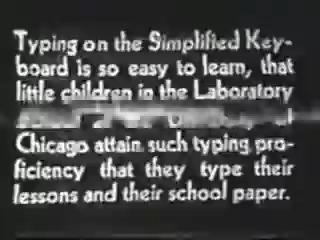 Typing on the Simplified Key-
board is so easy to learn, that
little children in the Laboratory
Chicago attain such typing pro-
ficiency that they type their
lessons and their school paper.